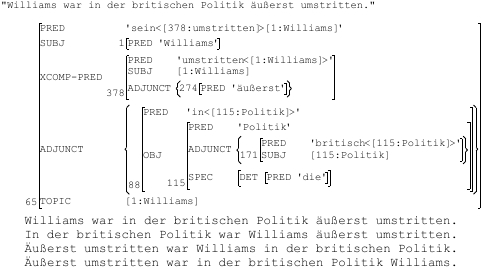 "Williams war in der britischen Politik äußerst umstritten."
PRED 'sein<[378:umstritten]>[1:Williams]'
SUBJ 1[PRED 'Williams']
PRED 'umstritten<[1:Williams]>'
SUBJ [1:Williams]
XCOMP-PRED
ADJUNCT {274[PRED 'äußerst']}
378
PRED 'in<[115:Politik]>'
PRED 'Politik'
PRED 'britisch<[115:Politik]>'
ADJUNCT
171 SUBJ [115:Politik]
ADJUNCT OBJ
SPEC [DET [PRED 'die']]
88 115
65 TOPIC [1:Williams]
Williams war in der britischen Politik äußerst umstritten.
In der britischen Politik war Williams äußerst umstritten.
Äußerst umstritten war Williams in der britischen Politik.
Äußerst umstritten war in der britischen Politik Williams.